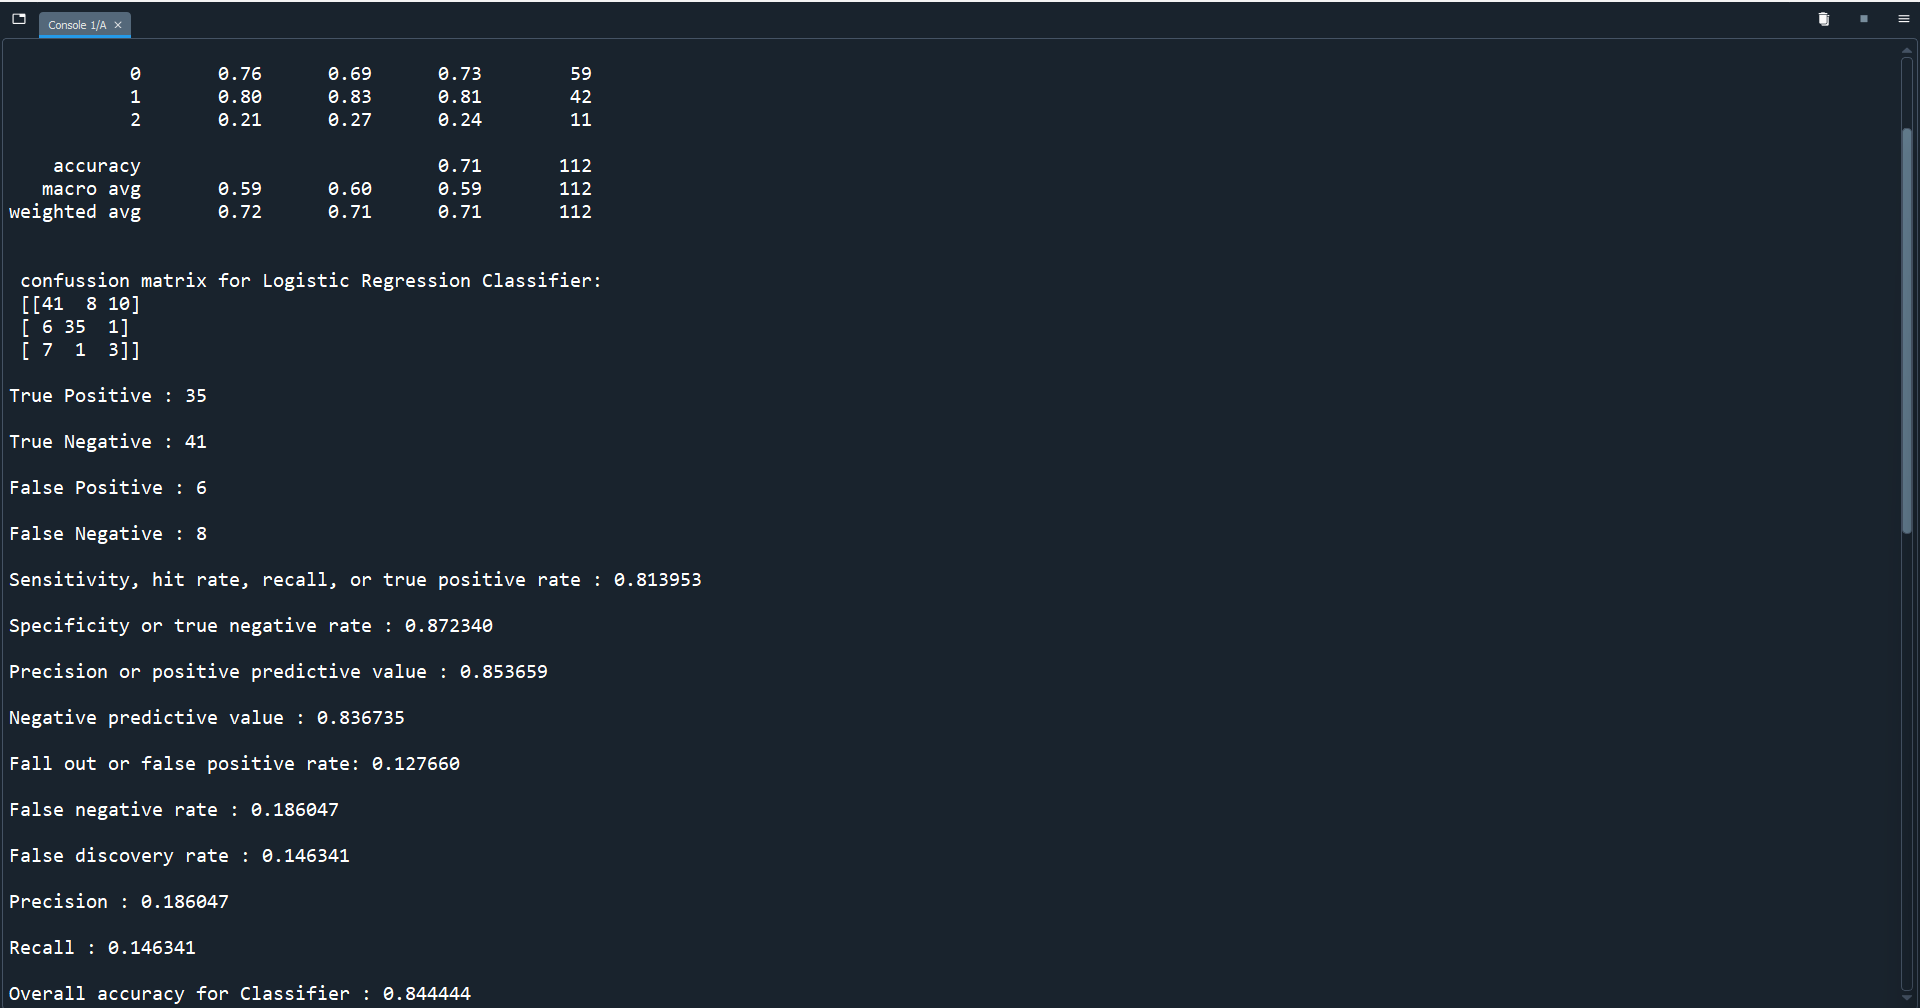 Console 1/A ×
0 0.76 0.69 0.73 59
1 0.80 0.83 0.81 42
2 0.21 0.27 0.24 11
accuracy 0.71 112
macro avg 0.59 0.60 0.59 112
weighted avg 0.72 0.71 0.71 112
confussion matrix for Logistic Regression Classifier:
[[41 8 10]
[ 6 35 1]
[ 7 1 3]]
True Positive : 35
True Negative : 41
False Positive : 6
False Negative : 8
Sensitivity, hit rate, recall, or true positive rate : 0.813953
Specificity or true negative rate : 0.872340
Precision or positive predictive value : 0.853659
Negative predictive value : 0.836735
Fall out or false positive rate: 0.127660
False negative rate : 0.186047
False discovery rate : 0.146341
Precision : 0.186047
Recall : 0.146341
Overall accuracy for Classifier : 0.844444